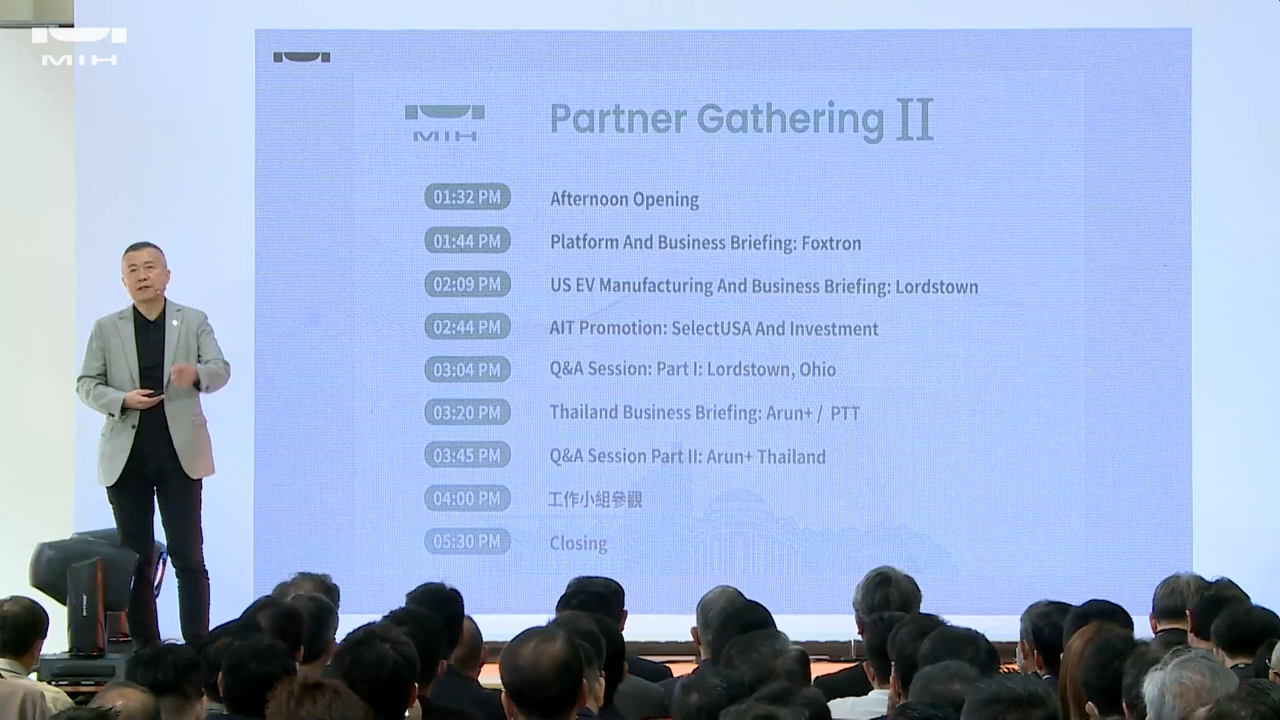 MIH
MIH
Partner Gathering II
01:32 PM Afternoon Opening
01:44 PM Platform And Business Briefing: Foxtron
02:09 PM US EV Manufacturing And Business Briefing: Lordstown
02:44 PM AIT Promotion: SelectUSA And Investment
03:04 PM Q&A Session: Part I: Lordstown, Ohio
03:20 PM Thailand Business Briefing: Arun+ / PTT
03:45 PM Q&A Session Part II: Arun+ Thailand
04:00 PM 工作小組參觀
05:30 PM Closing